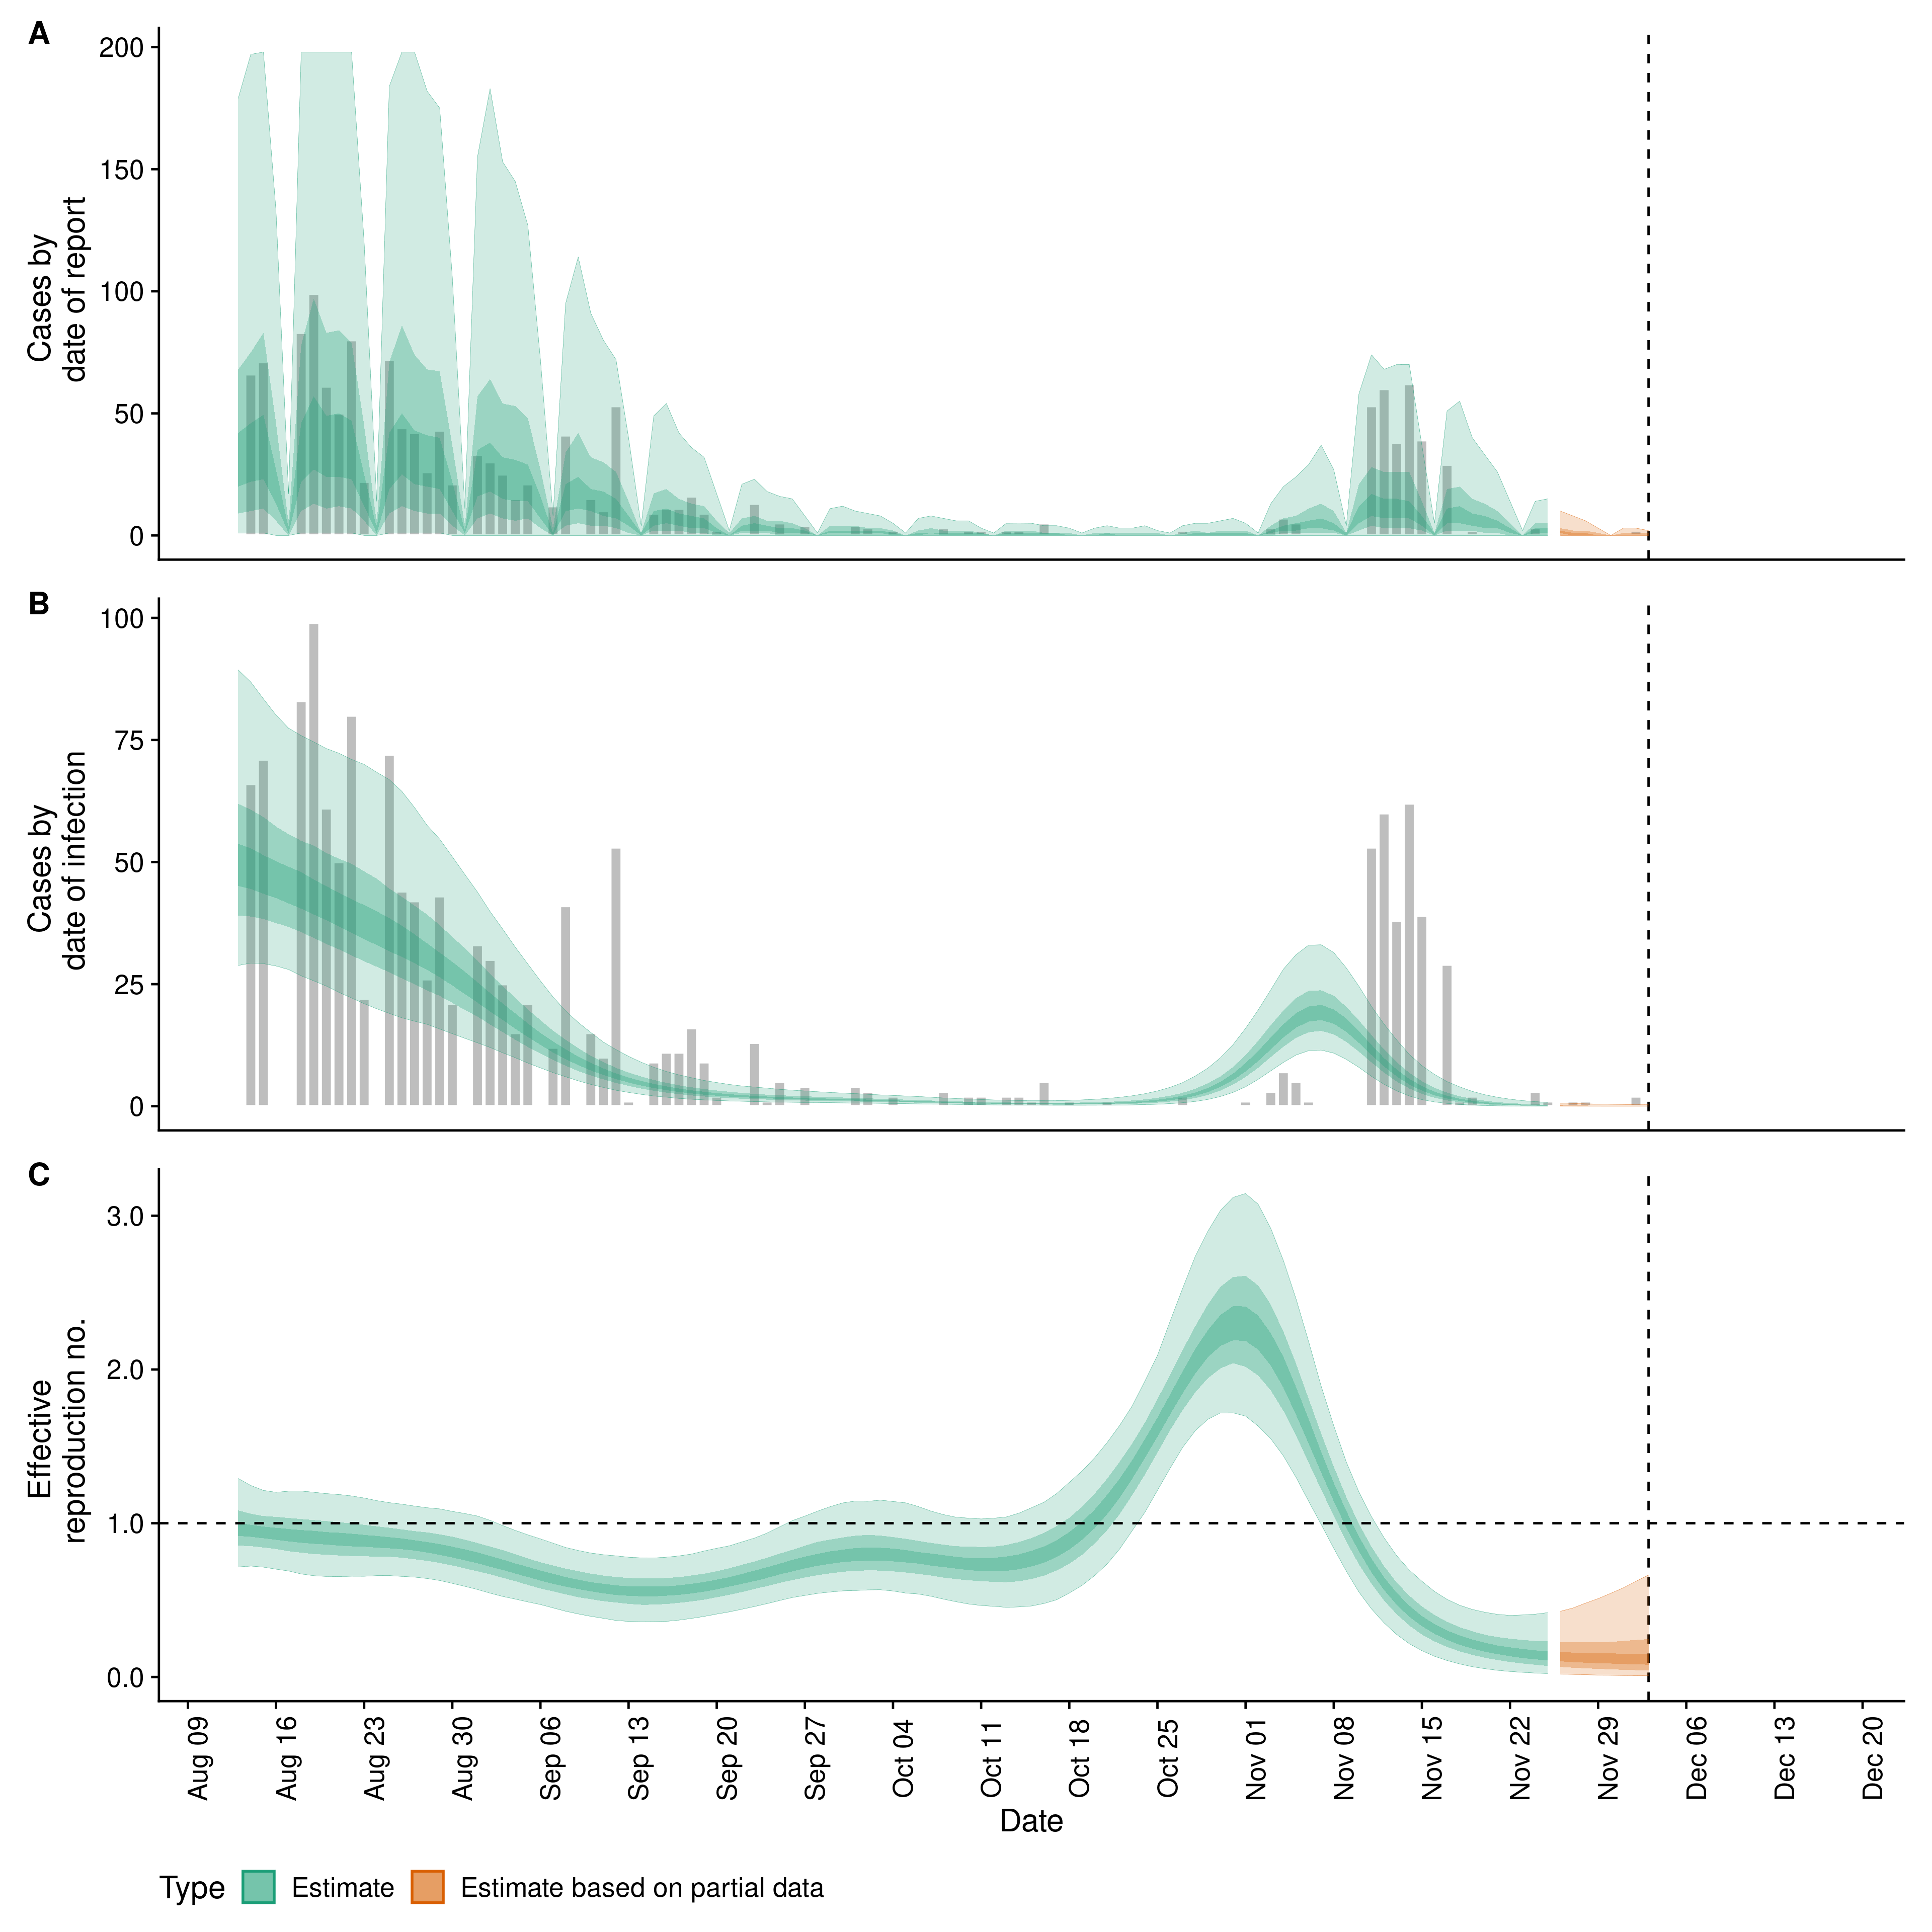 A
200
150
100
50
0
Cases by
date of report
B
100
75
50
25
0
Cases by
date of infection
C
3.0
2.0
1.0
0.0
Effective
reproduction no.
Aug 09
Aug 16
Aug 23
Aug 30
Sep 06
Sep 13
Sep 20
Sep 27
Oct 04
Oct 11
Oct 18
Oct 25
Nov 01
Nov 08
Nov 15
Nov 22
Nov 29
Dec 06
Dec 13
Dec 20
Date
Type Estimate Estimate based on partial data